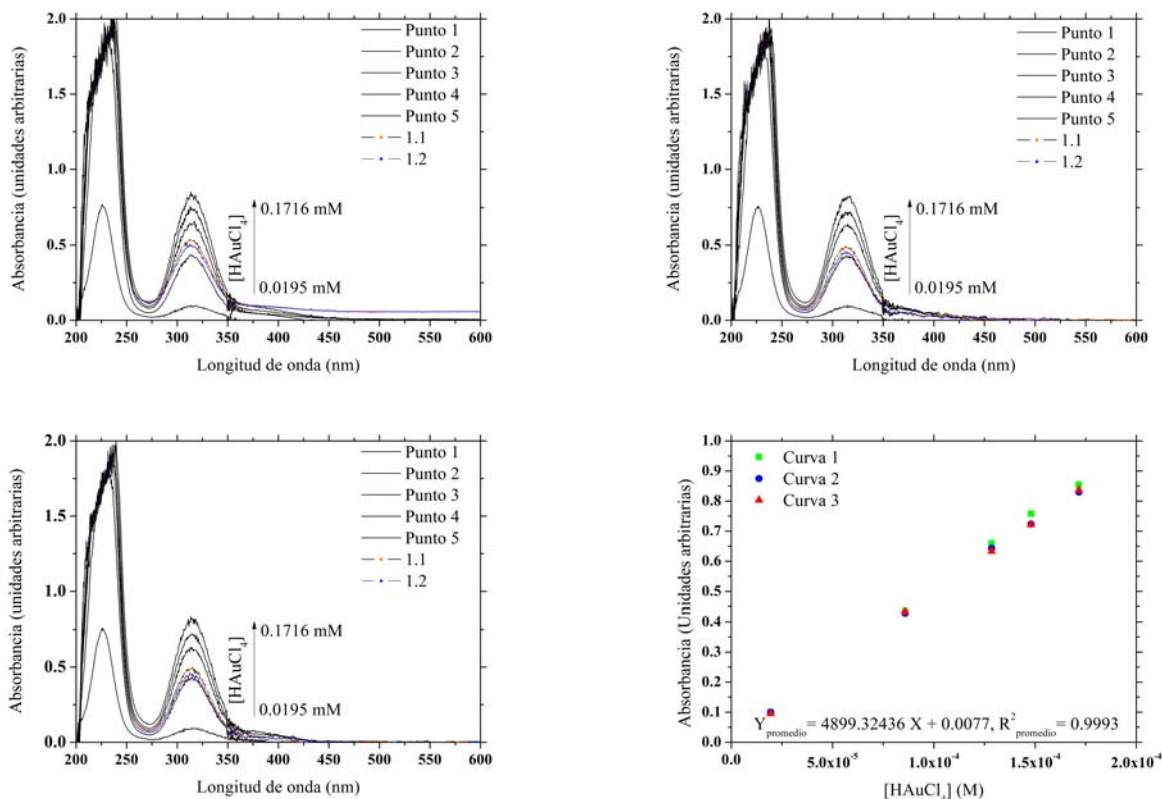 Absorbancia (unidades arbitrarias)
2.0
1.5
1.0
0.5
0.0
200 250 300 350 400 450 500 550 600
Longitud de onda (nm)
Punto 1
Punto 2
Punto 3
Punto 4
Punto 5
1.1
1.2
[HAuCl4]
0.1716 mM
0.0195 mM
Absorbancia (unidades arbitrarias)
2.0
1.5
1.0
0.5
0.0
200 250 300 350 400 450 500 550 600
Longitud de onda (nm)
Punto 1
Punto 2
Punto 3
Punto 4
Punto 5
1.1
1.2
[HAuCl4]
0.1716 mM
0.0195 mM
Absorbancia (unidades arbitrarias)
2.0
1.5
1.0
0.5
0.0
200 250 300 350 400 450 500 550 600
Longitud de onda (nm)
Punto 1
Punto 2
Punto 3
Punto 4
Punto 5
1.1
1.2
[HAuCl4]
0.1716 mM
0.0195 mM
Absorbancia (Unidades arbitrarias)
1.0
0.9
0.8
0.7
0.6
0.5
0.4
0.3
0.2
0.1
0.0
Curva 1
Curva 2
Curva 3
Y promedio = 4899.32436 X + 0.0077, R² promedio = 0.9993
0.0 5.0x10⁻⁵ 1.0x10⁻⁴ 1.5x10⁻⁴ 2.0x10⁻⁴
[HAuCl4] (M)